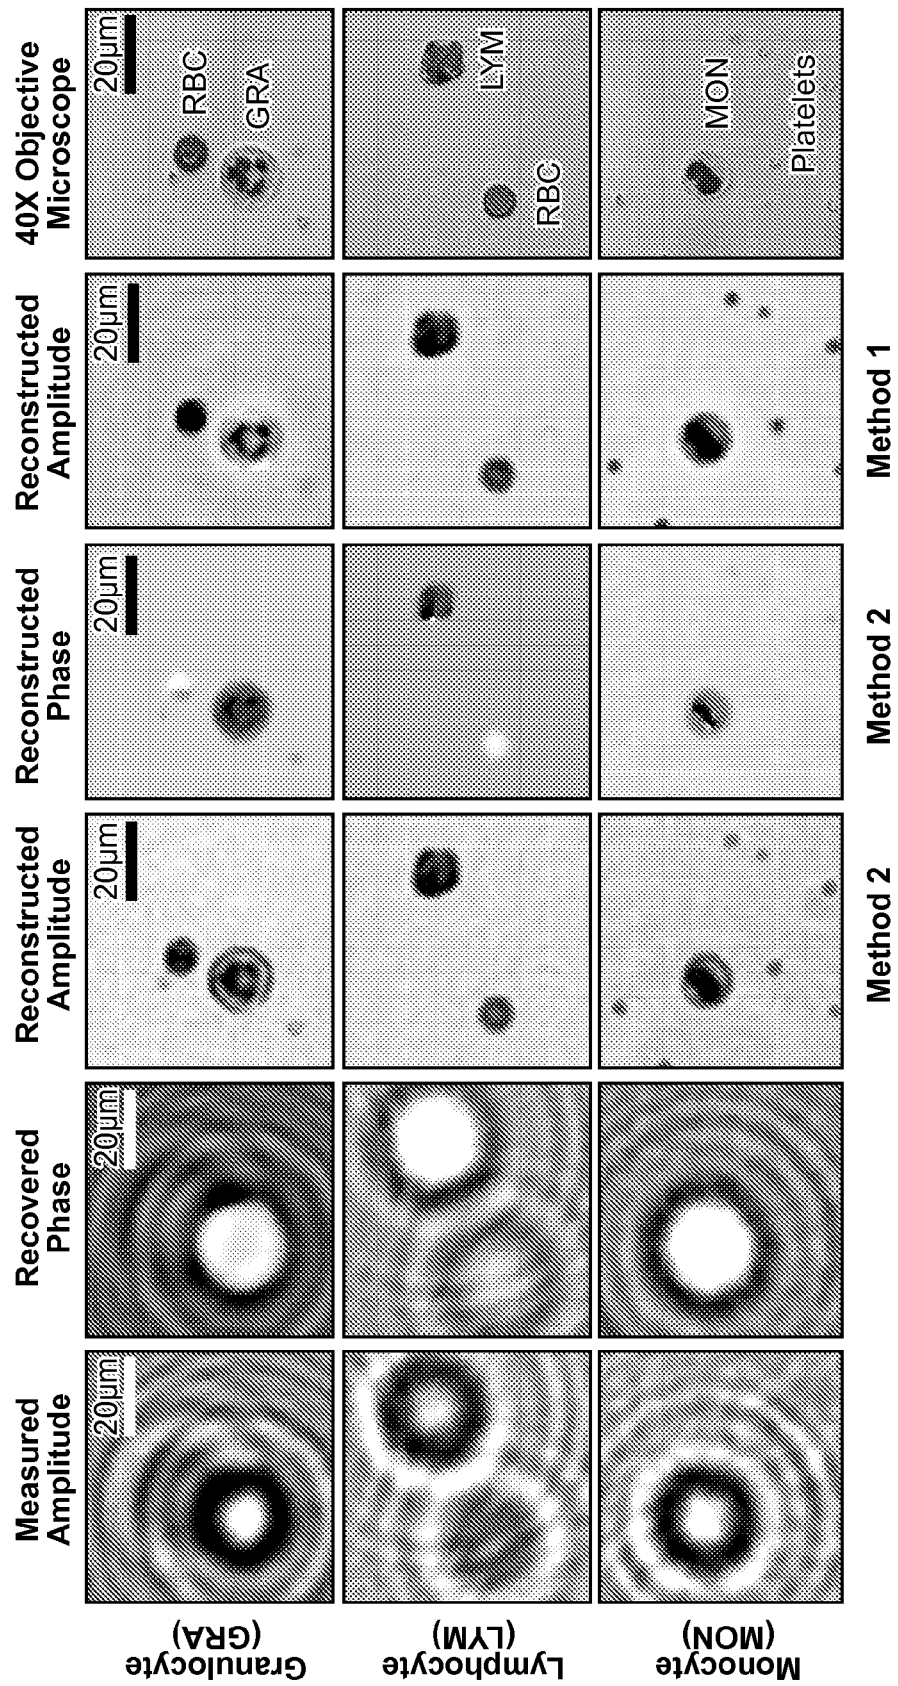 Measured
Amplitude
Recovered
Phase
Reconstructed
Amplitude
Reconstructed
Phase
Reconstructed
Amplitude
40X Objective
Microscope
Granulocyte
(GRA)
20μm
20μm
20μm
20μm
20μm
20μm
RBC
GRA
Lymphocyte
(LYM)
RBC
LYM
Monocyte
(MON)
MON
Platelets
Method 2
Method 2
Method 1